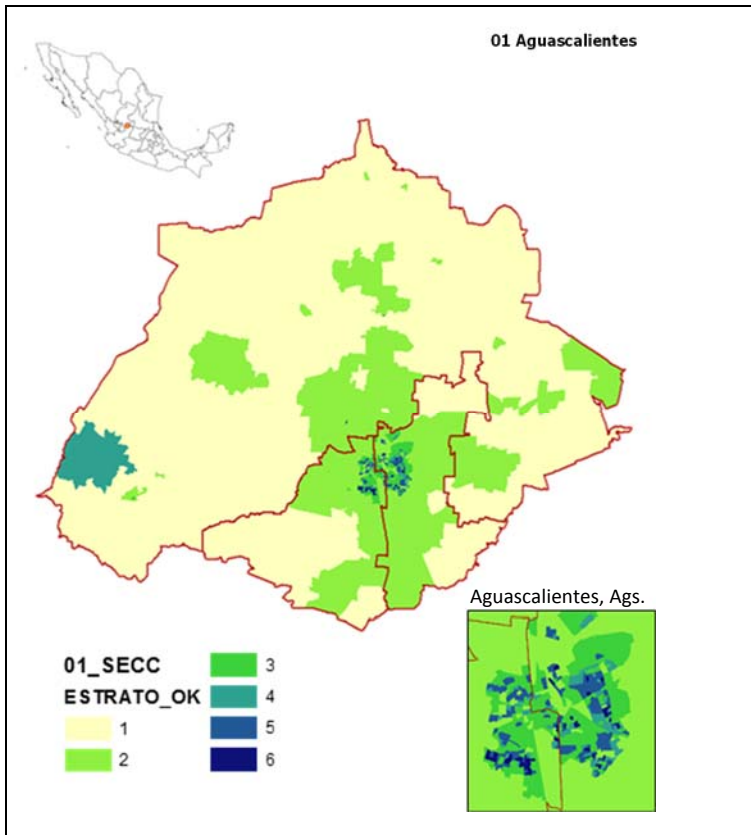 01 Aguascalientes
Aguascalientes, Ags.
01_SECC
ESTRATO_OK
1
2
3
4
5
6